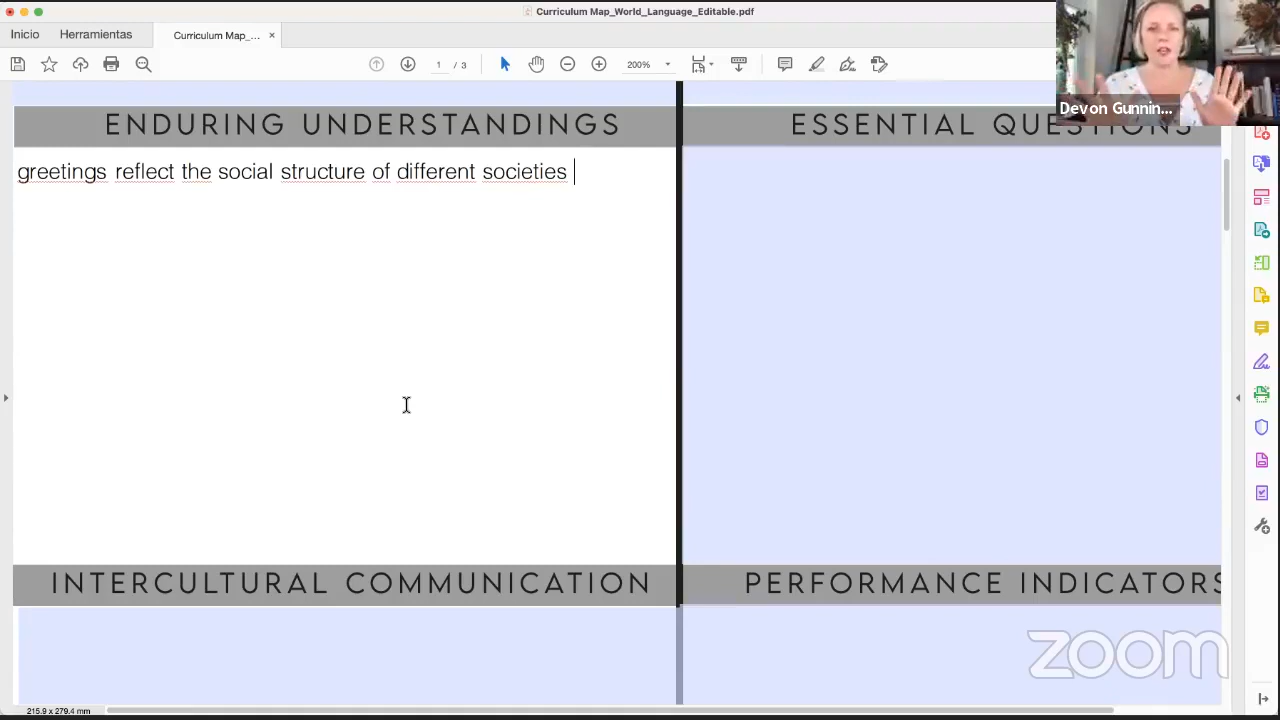 Curriculum Map_World_Language_Editable.pdf
Inicio Herramientas Curriculum Map_... ×
1 / 3 200%
Devon Gunnin...
ENDURING UNDERSTANDINGS ESSENTIAL QUESTIONS
greetings reflect the social structure of different societies
INTERCULTURAL COMMUNICATION PERFORMANCE INDICATORS
zoom
215.9 x 279.4 mm